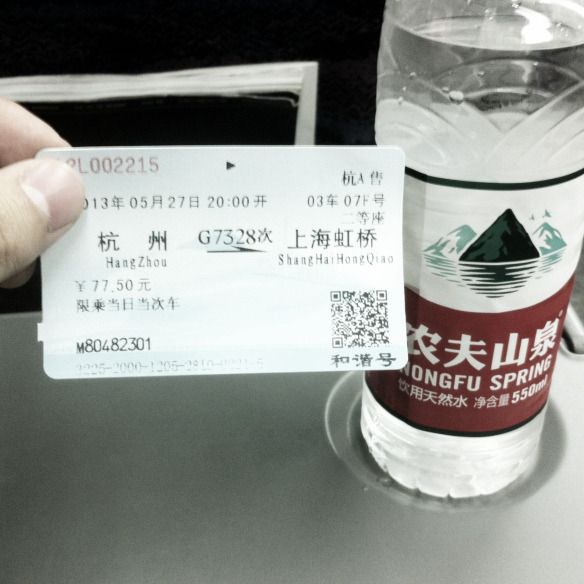 2L002215
杭A售
2013年05月27日20:00开 03车07F号
二等座
杭 州 G7328次 上海虹桥
HangZhou ShangHaiHongQiao
￥77.50元
限乘当日当次车
M80482301
和谐号
农夫山泉
NONGFU SPRING
饮用天然水 净含量550ml